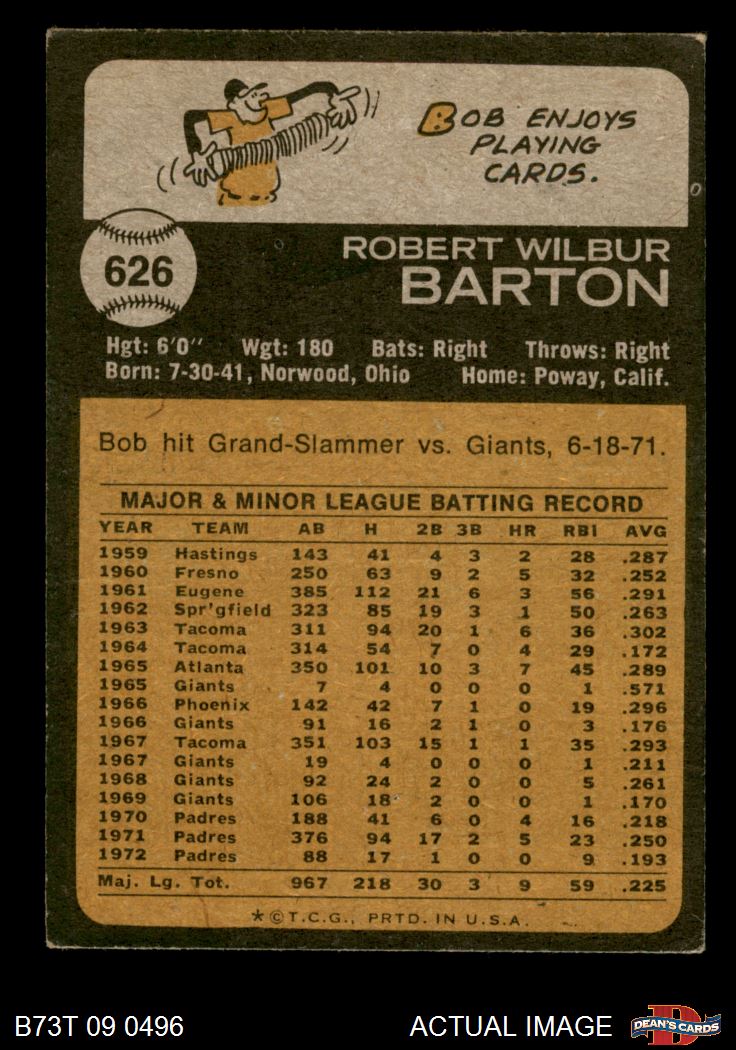 BOB ENJOYS
PLAYING
CARDS.
626
ROBERT WILBUR
BARTON
Hgt: 6'0" Wgt: 180 Bats: Right Throws: Right
Born: 7-30-41, Norwood, Ohio Home: Poway, Calif.
Bob hit Grand-Slammer vs. Giants, 6-18-71.
MAJOR & MINOR LEAGUE BATTING RECORD
YEAR TEAM AB H 2B 3B HR RBI AVG
1959 Hastings 143 41 4 3 2 28 .287
1960 Fresno 250 63 9 2 5 32 .252
1961 Eugene 385 112 21 6 3 56 .291
1962 Spr'gfield 323 85 19 3 1 50 .263
1963 Tacoma 311 94 20 1 6 36 .302
1964 Tacoma 314 54 7 0 4 29 .172
1965 Atlanta 350 101 10 3 7 45 .289
1965 Giants 7 4 0 0 0 1 .571
1966 Phoenix 142 42 7 1 0 19 .296
1966 Giants 91 16 2 1 0 3 .176
1967 Tacoma 351 103 15 1 1 35 .293
1967 Giants 19 4 0 0 0 1 .211
1968 Giants 92 24 2 0 0 5 .261
1969 Giants 106 18 2 0 0 1 .170
1970 Padres 188 41 6 0 4 16 .218
1971 Padres 376 94 17 2 5 23 .250
1972 Padres 88 17 1 0 0 9 .193
Maj. Lg. Tot. 967 218 30 3 9 59 .225
*©T.C.G., PRTD. IN U.S.A.
B73T 09 0496 ACTUAL IMAGE
D
DEAN'S CARDS